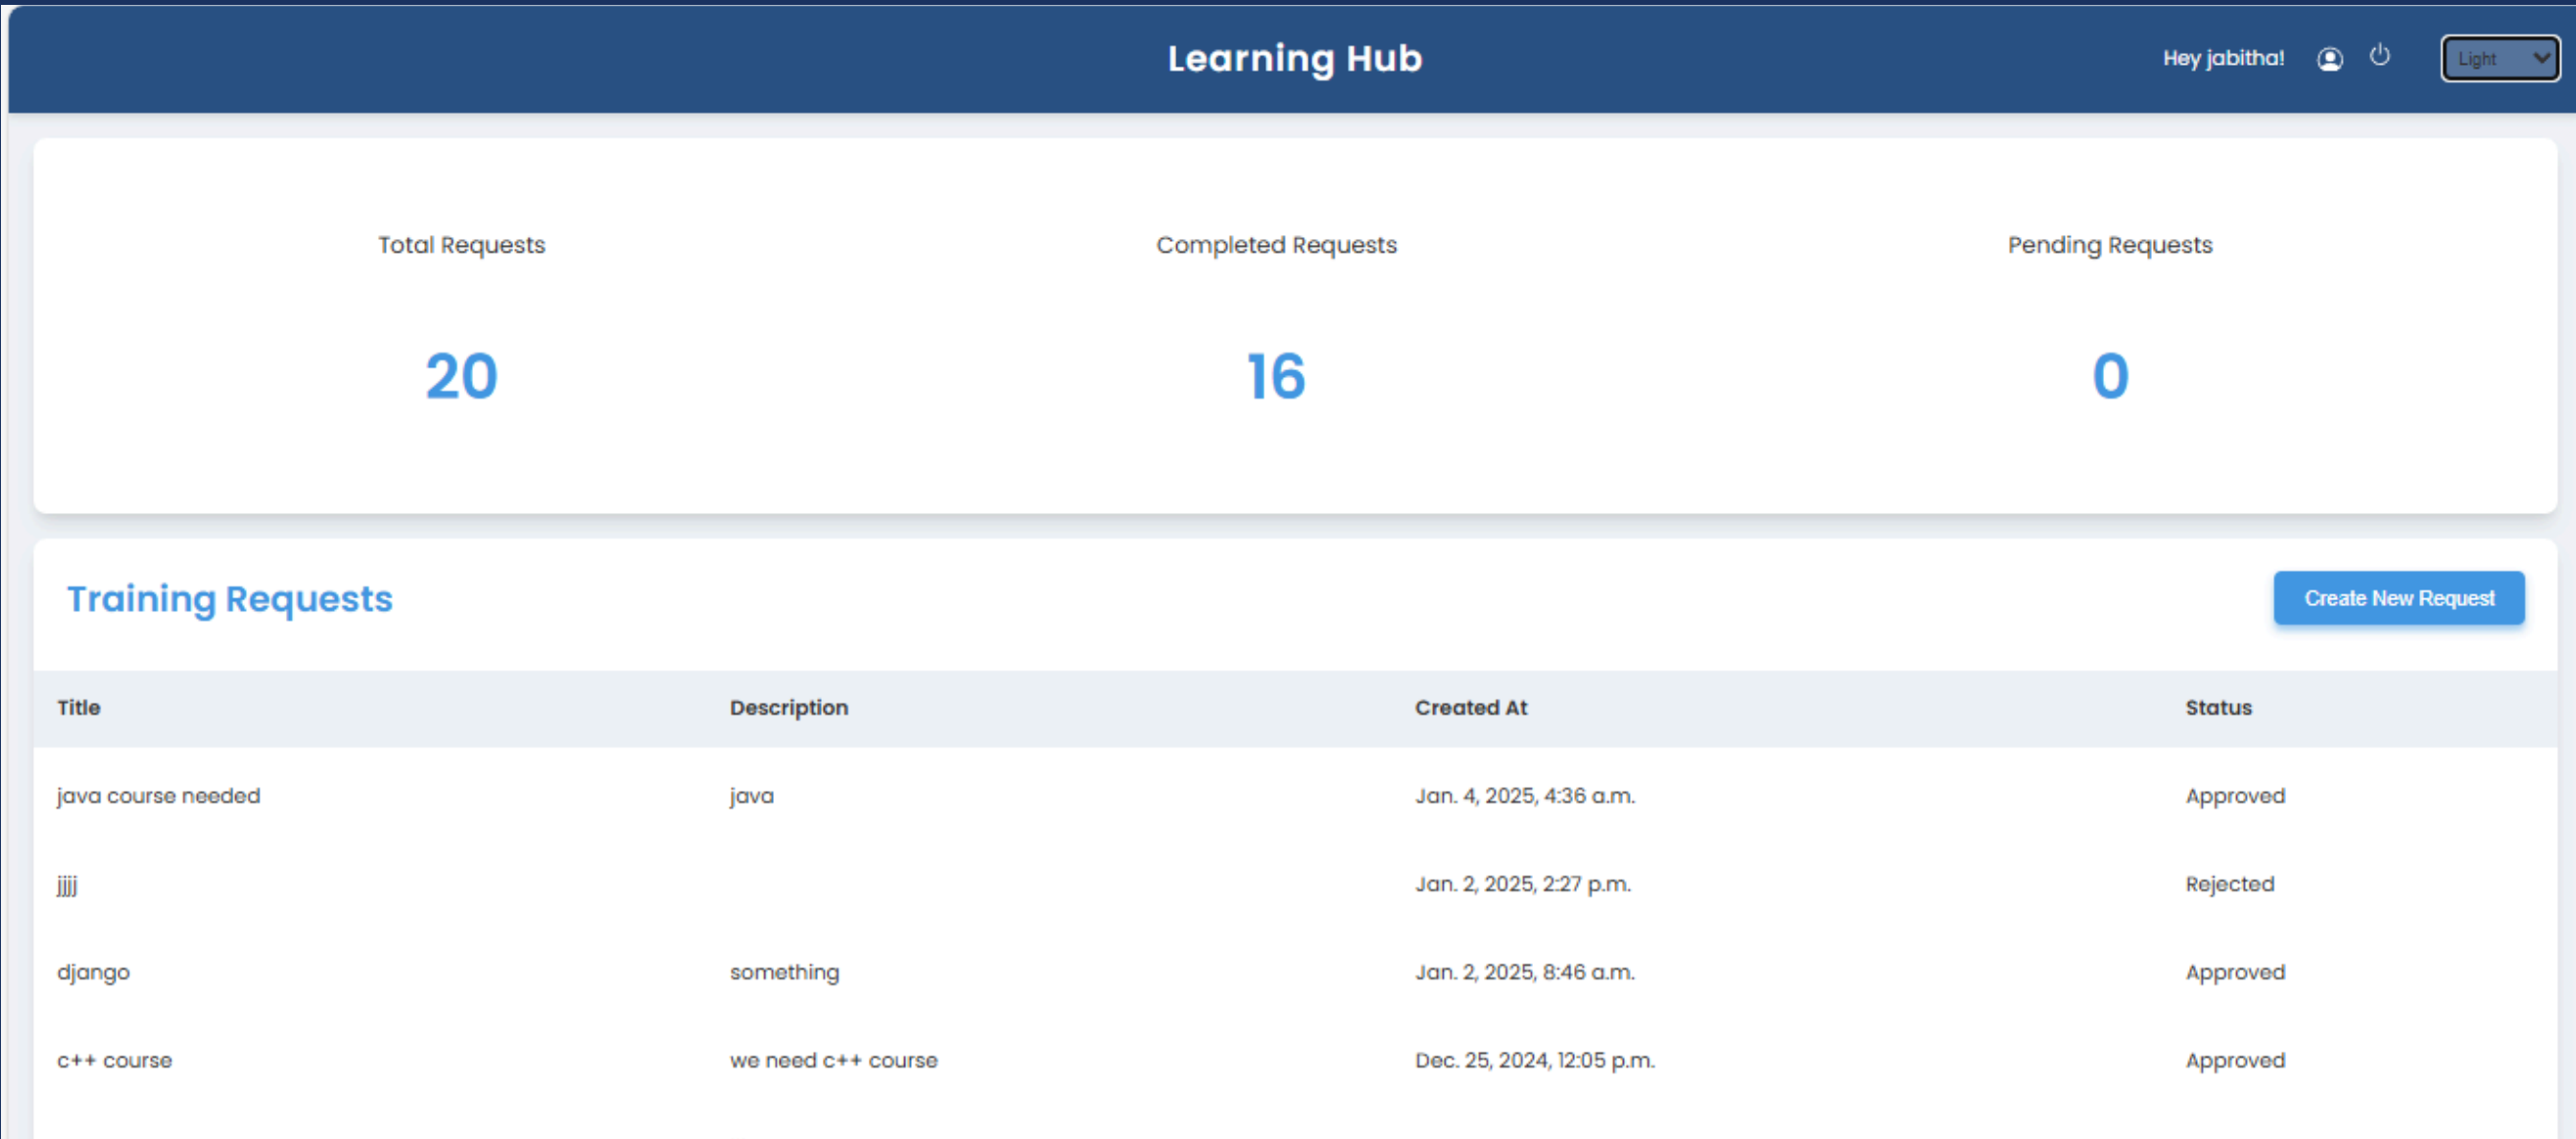 Learning Hub
Hey jabitha!
Light
Total Requests Completed Requests Pending Requests
20 16 0
Training Requests
Create New Request
Title Description Created At Status
java course needed java Jan. 4, 2025, 4:36 a.m. Approved
jjjj Jan. 2, 2025, 2:27 p.m. Rejected
django something Jan. 2, 2025, 8:46 a.m. Approved
c++ course we need c++ course Dec. 25, 2024, 12:05 p.m. Approved